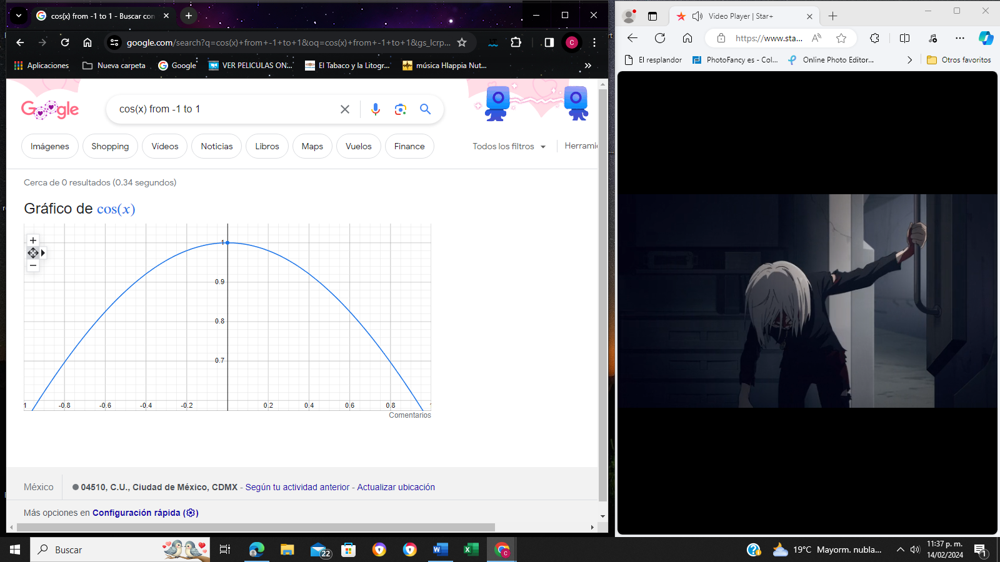 cos(x) from -1 to 1 - Buscar con
google.com/search?q=cos(x)+from+-1+to+1&oq=cos(x)+from+-1+to+1&gs_lcrp...
C
Aplicaciones
Nueva carpeta
Google
VER PELICULAS ON...
El Tabaco y la Litogr...
música Hlappia Nut...
Google
cos(x) from -1 to 1
Imágenes
Shopping
Vídeos
Noticias
Libros
Maps
Vuelos
Finance
Todos los filtros
Herramie
Cerca de 0 resultados (0.34 segundos)
Gráfico de cos(x)
1
0.9
0.8
0.7
1 -0.8 -0.6 -0.4 -0.2 0.2 0.4 0.6 0.8
Comentarios
México
04510, C.U., Ciudad de México, CDMX - Según tu actividad anterior - Actualizar ubicación
Más opciones en Configuración rápida
Video Player | Star+
https://www.sta...
El resplandor
PhotoFancy es - Col...
Online Photo Editor...
Otros favoritos
Buscar
22
C
19°C Mayorm. nubla...
11:37 p. m.
14/02/2024
1